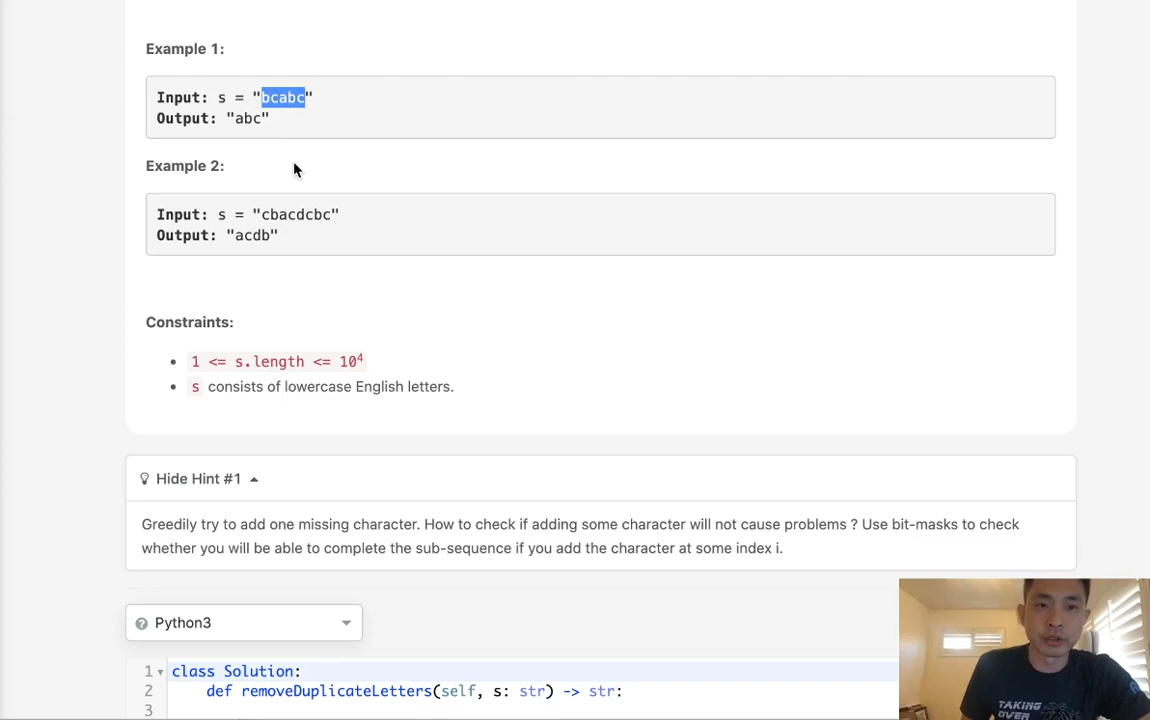 Example 1:
Input: s = "bcabc"
Output: "abc"
Example 2:
Input: s = "cbacdcbc"
Output: "acdb"
Constraints:
1 <= s.length <= 10⁴
s consists of lowercase English letters.
Hide Hint #1
Greedily try to add one missing character. How to check if adding some character will not cause problems ? Use bit-masks to check
whether you will be able to complete the sub-sequence if you add the character at some index i.
Python3
1 class Solution:
2 def removeDuplicateLetters(self, s: str) -> str:
3
TAKING
OVER